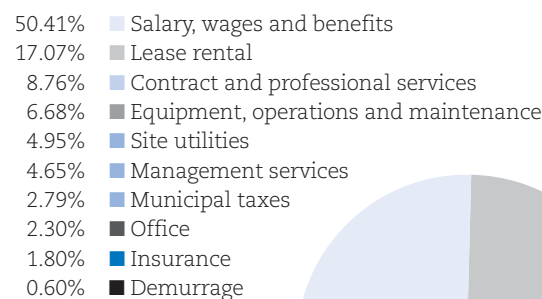 50.41% Salary, wages and benefits
17.07% Lease rental
8.76% Contract and professional services
6.68% Equipment, operations and maintenance
4.95% Site utilities
4.65% Management services
2.79% Municipal taxes
2.30% Office
1.80% Insurance
0.60% Demurrage